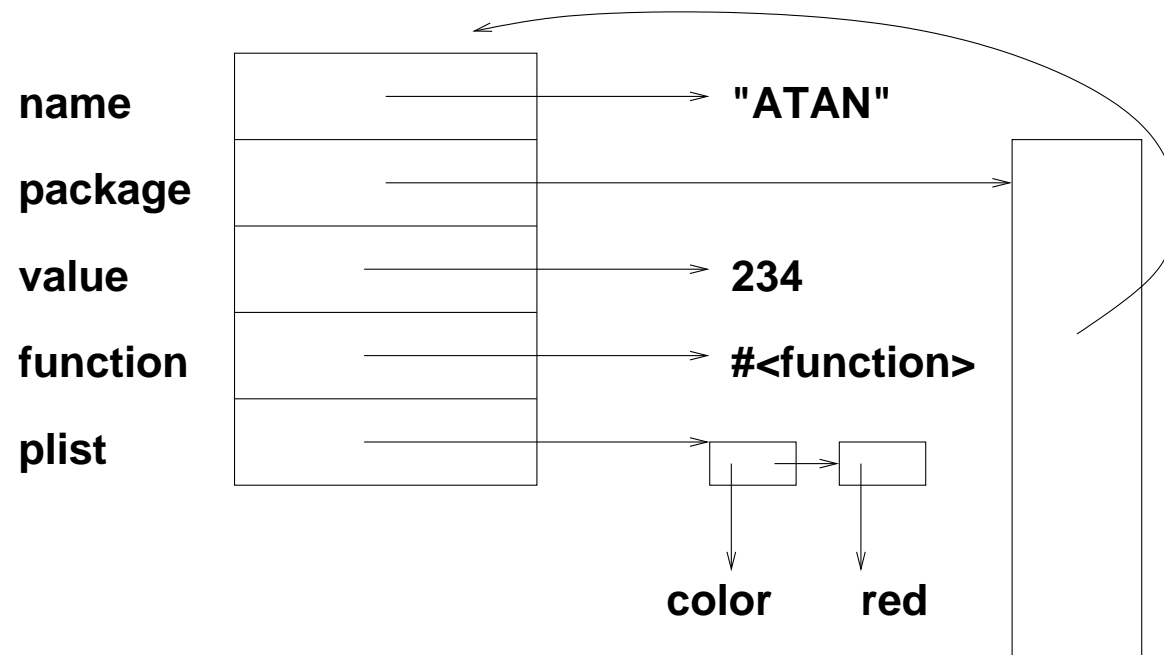 name "ATAN"
package
value 234
function #<function>
plist
color red